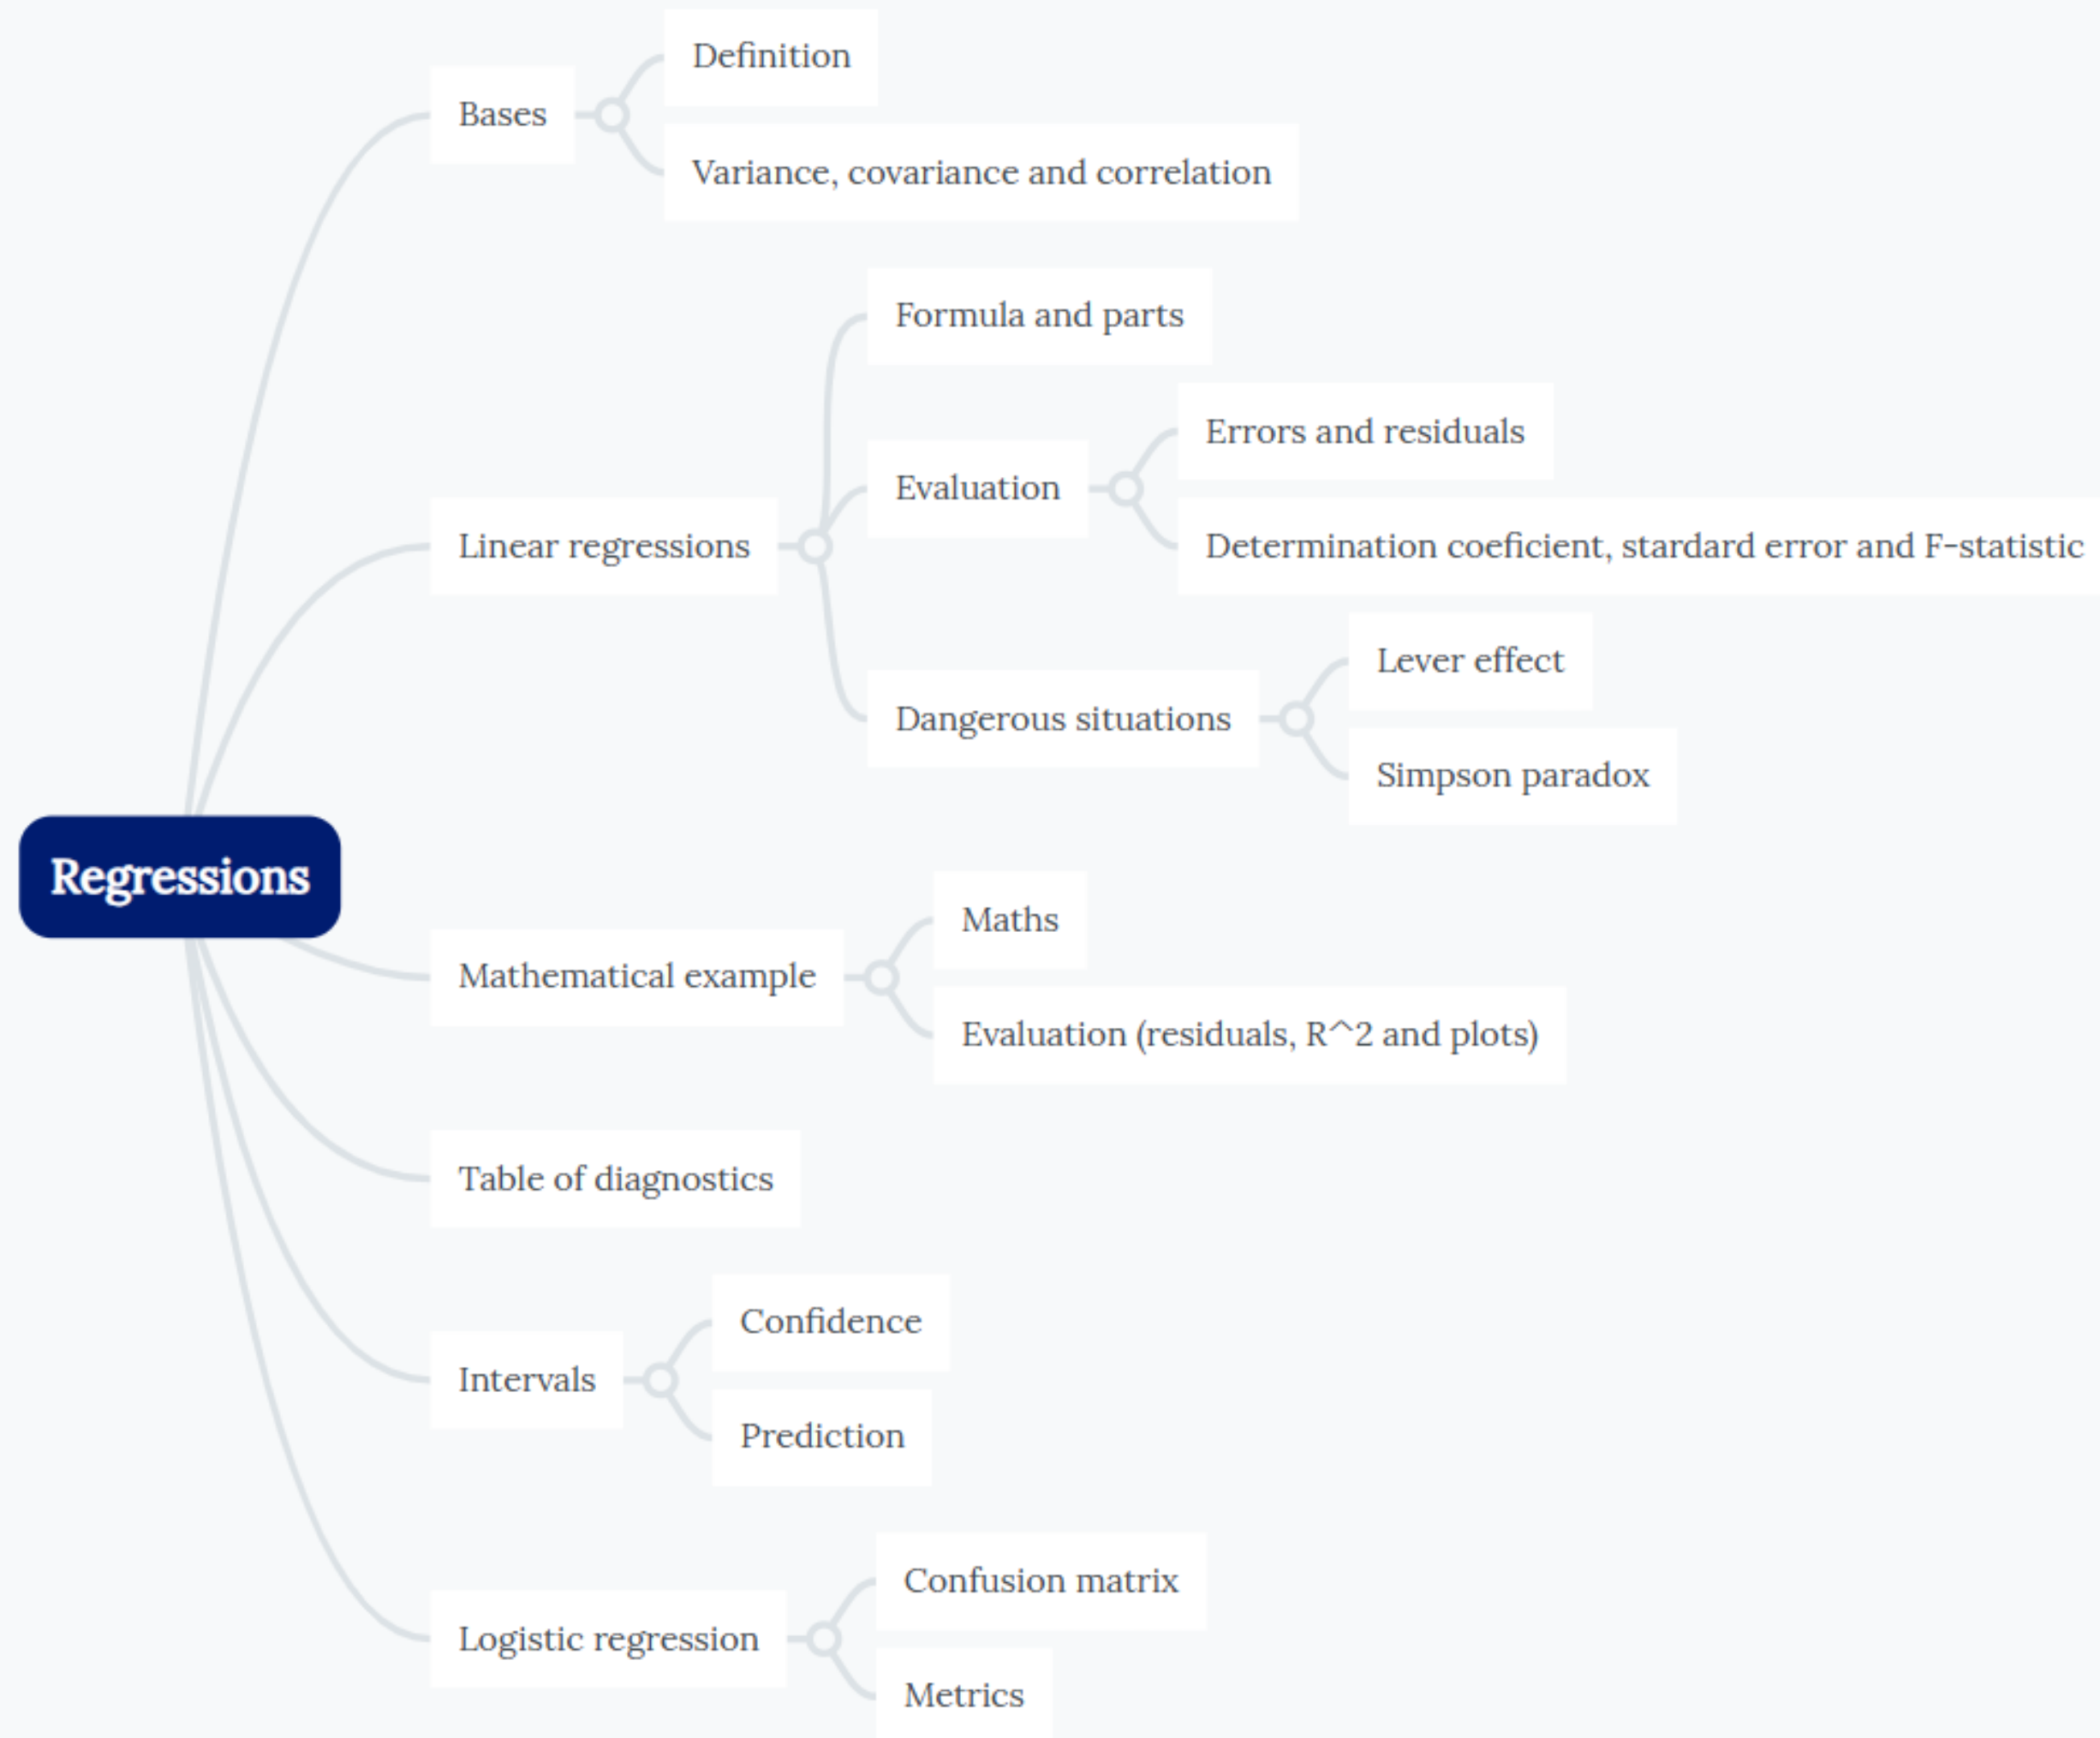 Definition
Bases
Variance, covariance and correlation
Formula and parts
Errors and residuals
Evaluation
Linear regressions
Determination coeficient, stardard error and F-statistic
Lever effect
Dangerous situations
Simpson paradox
Regressions
Maths
Mathematical example
Evaluation (residuals, R^2 and plots)
Table of diagnostics
Confidence
Intervals
Prediction
Confusion matrix
Logistic regression
Metrics